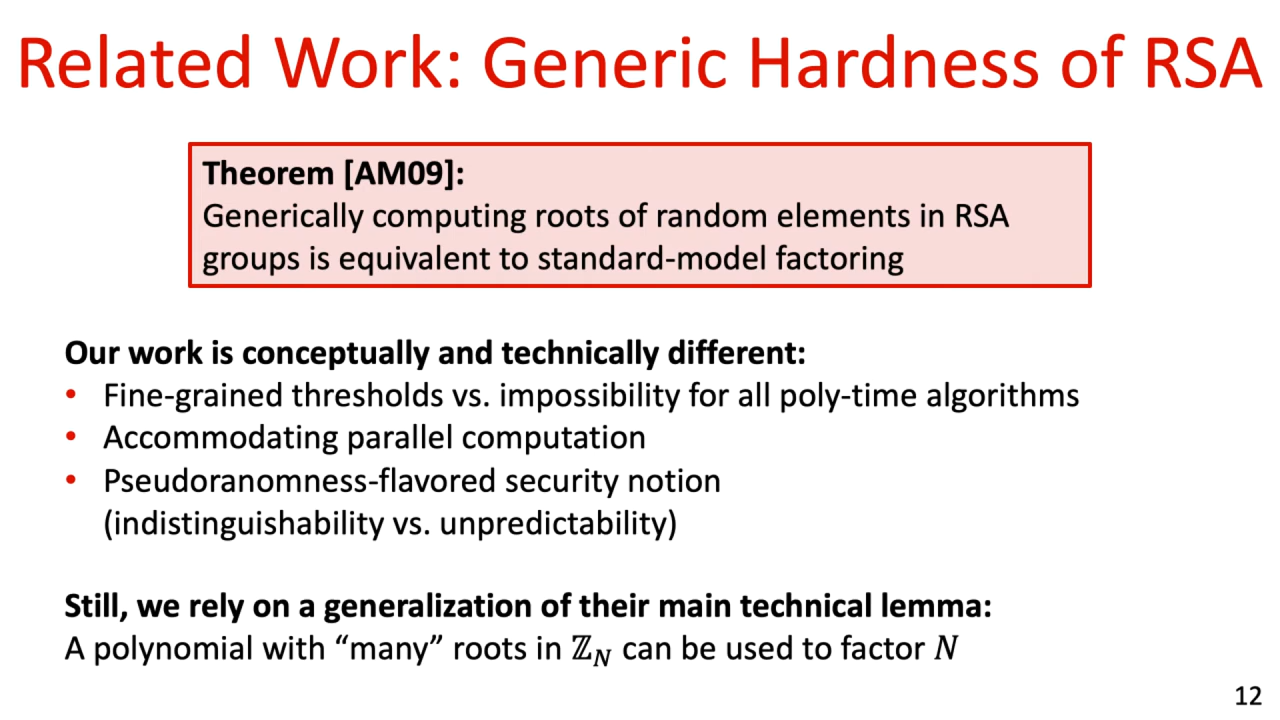 Related Work: Generic Hardness of RSA
Theorem [AM09]:
Generically computing roots of random elements in RSA
groups is equivalent to standard-model factoring
Our work is conceptually and technically different:
• Fine-grained thresholds vs. impossibility for all poly-time algorithms
• Accommodating parallel computation
• Pseudoranomness-flavored security notion
(indistinguishability vs. unpredictability)
Still, we rely on a generalization of their main technical lemma:
A polynomial with “many” roots in ℤ_N can be used to factor N
12